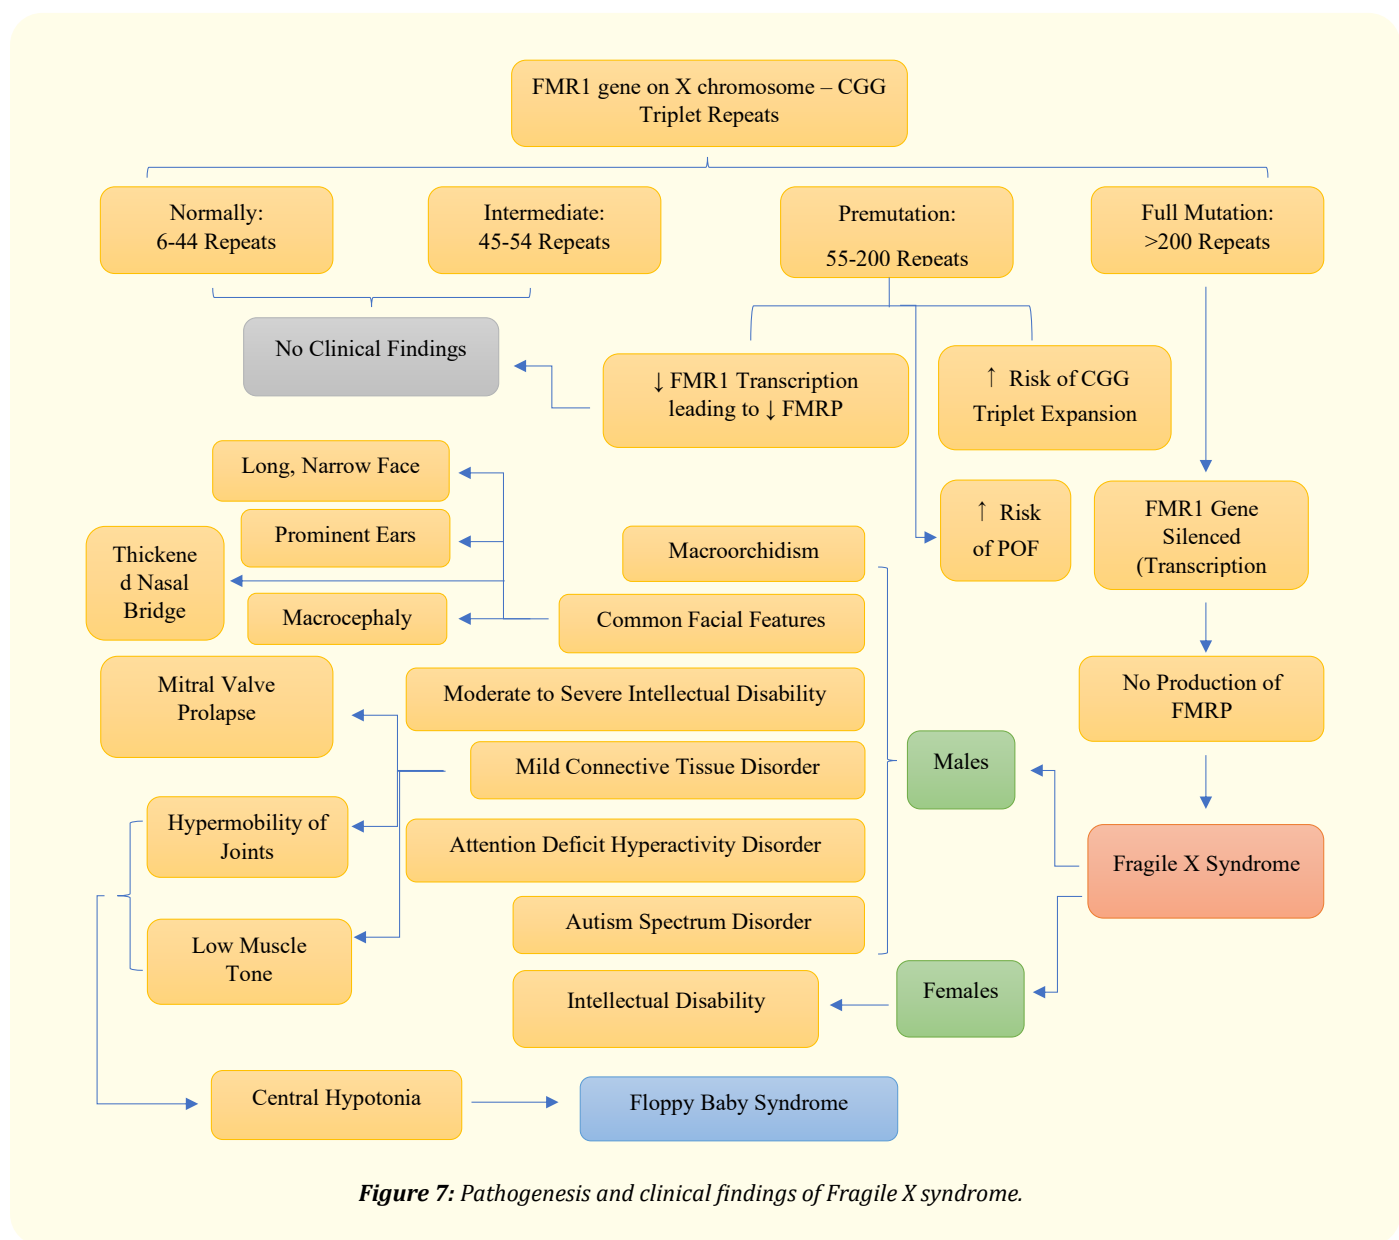 FMR1 gene on X chromosome – CGG
Triplet Repeats
Normally:
6-44 Repeats
Intermediate:
45-54 Repeats
Premutation:
55-200 Repeats
Full Mutation:
>200 Repeats
No Clinical Findings
↓ FMR1 Transcription
leading to ↓ FMRP
↑ Risk of CGG
Triplet Expansion
Long, Narrow Face
Prominent Ears
Thickene
d Nasal
Bridge
Macrocephaly
Macroorchidism
Common Facial Features
↑ Risk
of POF
FMR1 Gene
Silenced
(Transcription
Mitral Valve
Prolapse
Moderate to Severe Intellectual Disability
No Production of
FMRP
Mild Connective Tissue Disorder
Males
Hypermobility of
Joints
Attention Deficit Hyperactivity Disorder
Fragile X Syndrome
Low Muscle
Tone
Autism Spectrum Disorder
Intellectual Disability
Females
Central Hypotonia
Floppy Baby Syndrome
Figure 7: Pathogenesis and clinical findings of Fragile X syndrome.